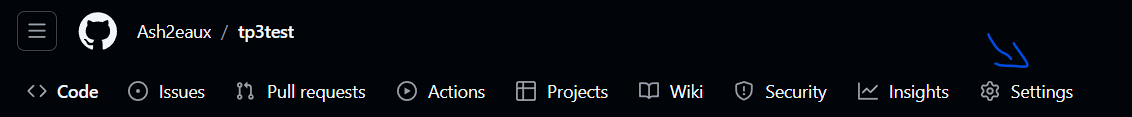 Ash2eaux / tp3test
Code Issues Pull requests Actions Projects Wiki Security Insights Settings